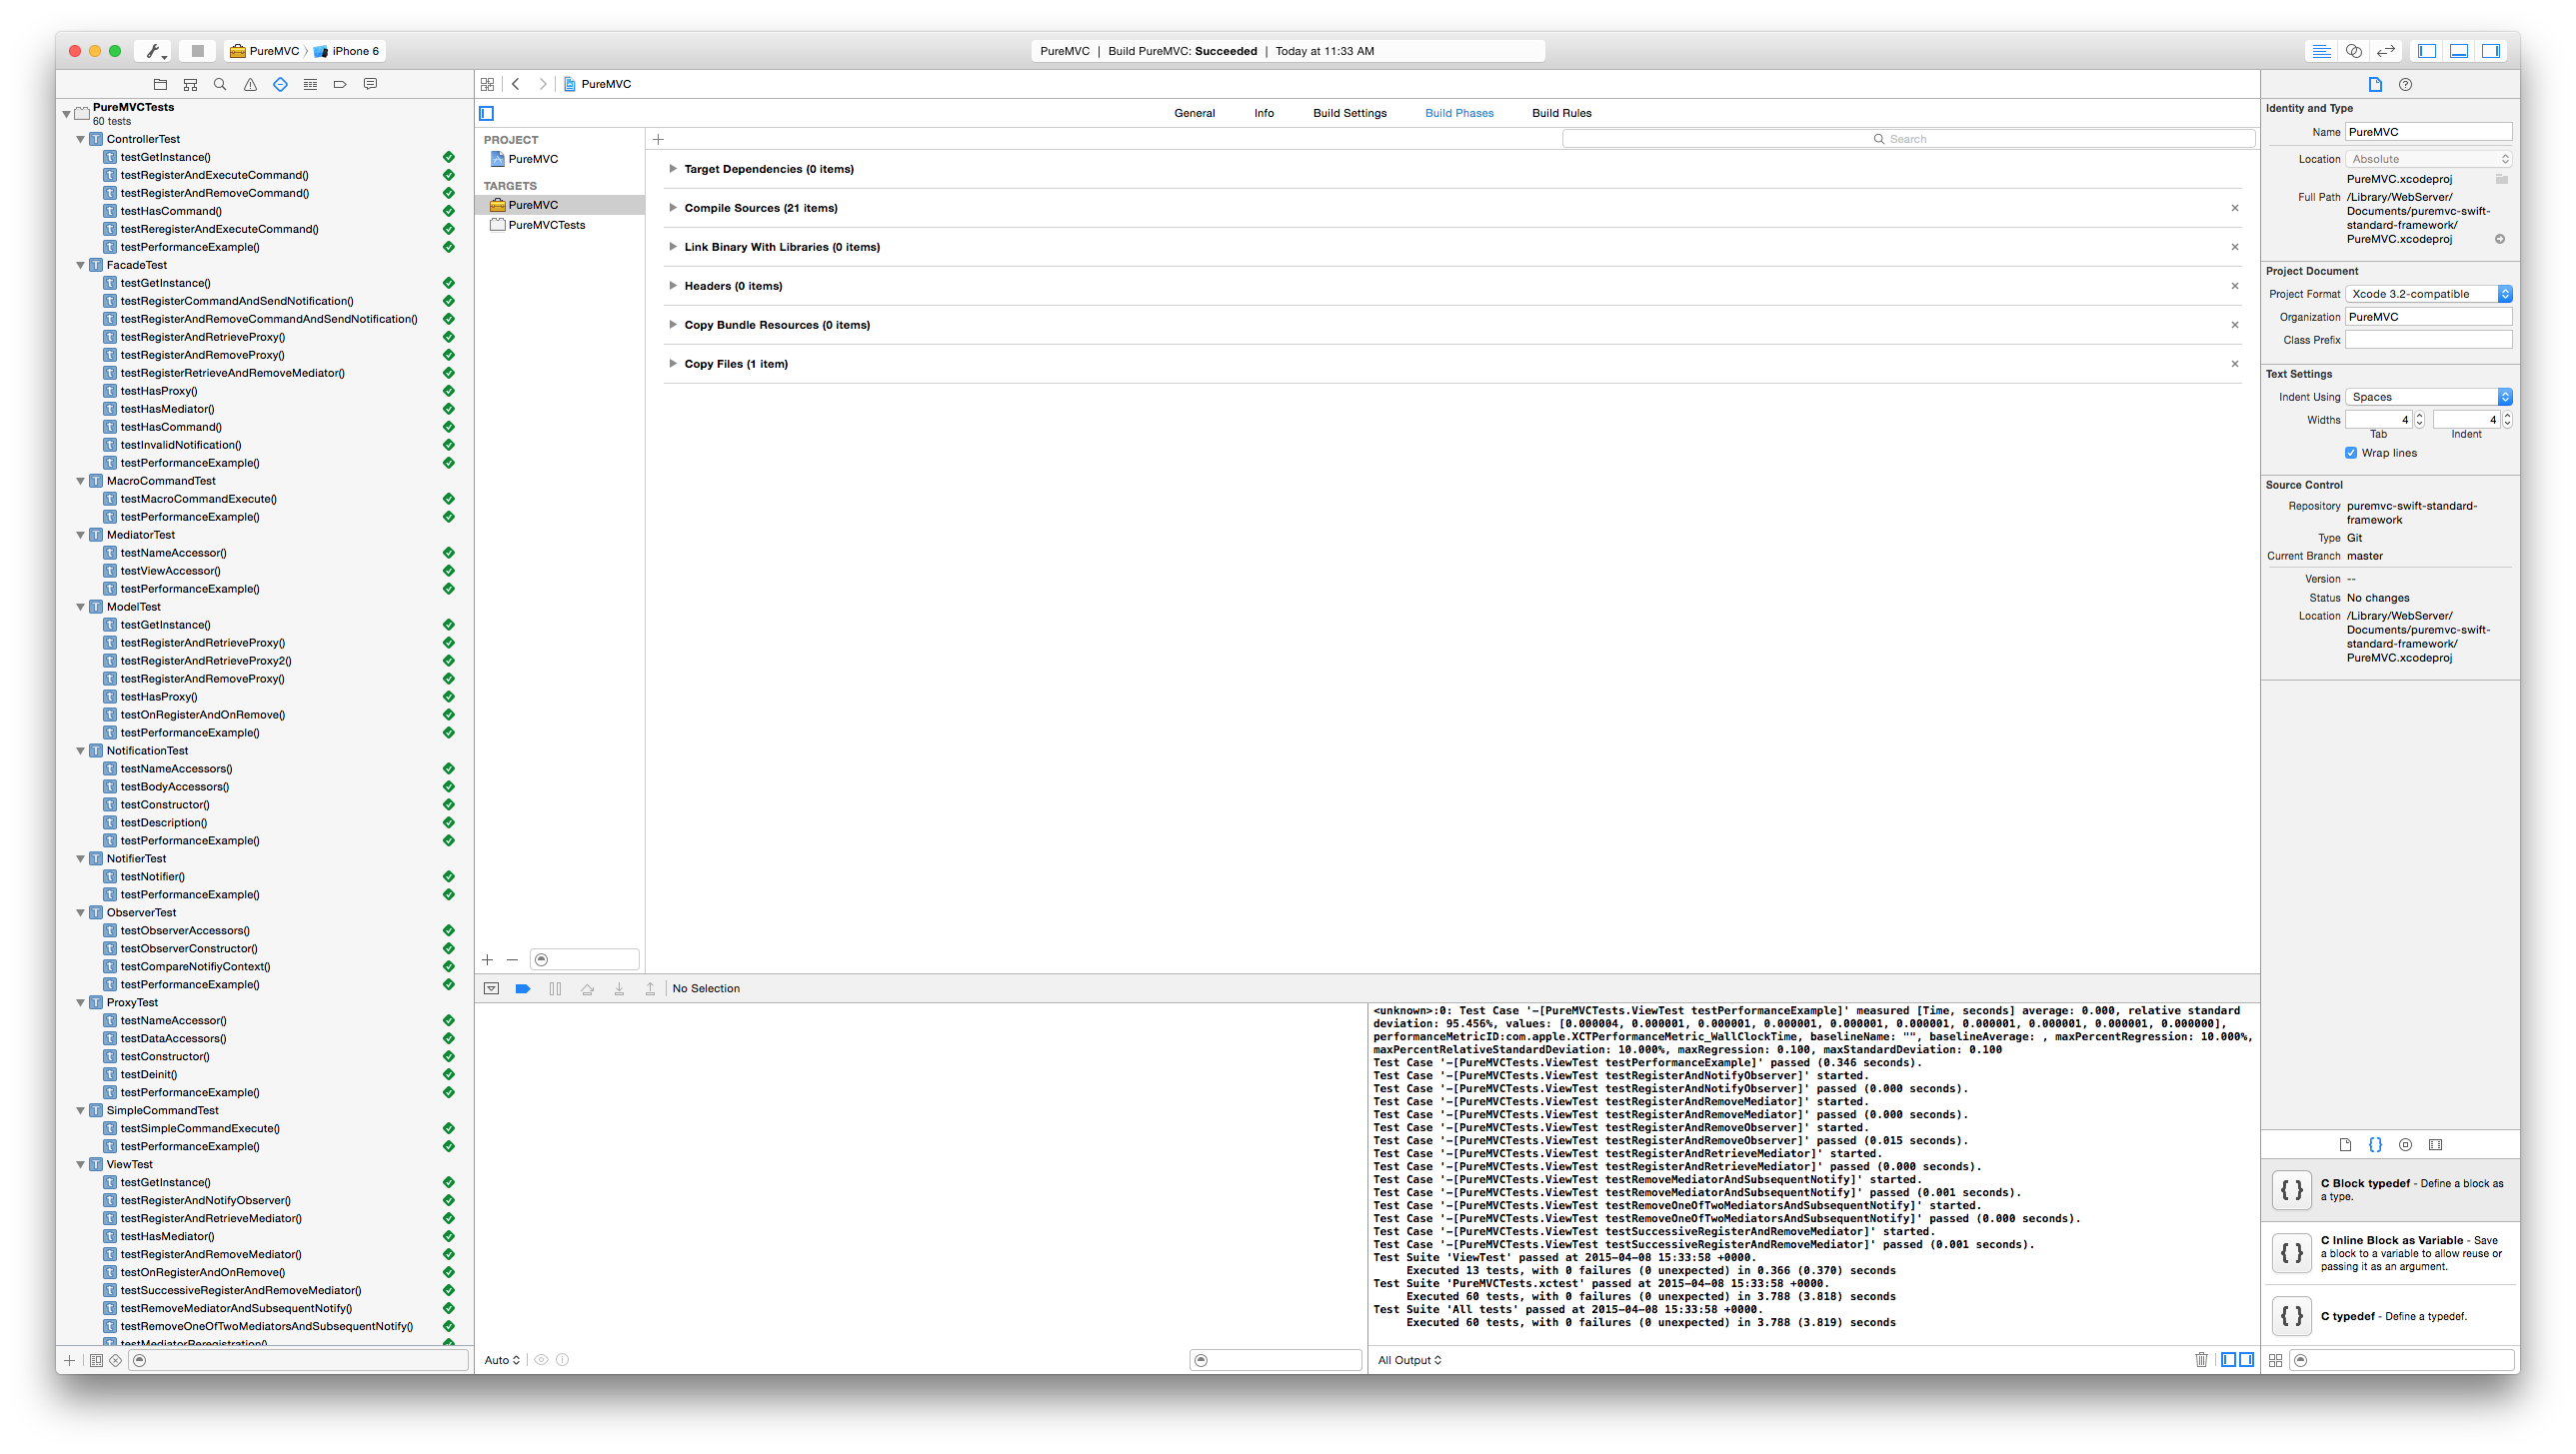 PureMVC
iPhone 6
PureMVC | Build PureMVC: Succeeded | Today at 11:33 AM
PureMVCTests
60 tests
ControllerTest
testGetInstance()
testRegisterAndExecuteCommand()
testRegisterAndRemoveCommand()
testHasCommand()
testReregisterAndExecuteCommand()
testPerformanceExample()
FacadeTest
testGetInstance()
testRegisterCommandAndSendNotification()
testRegisterAndRemoveCommandAndSendNotification()
testRegisterAndRetrieveProxy()
testRegisterAndRemoveProxy()
testRegisterRetrieveAndRemoveMediator()
testHasProxy()
testHasMediator()
testHasCommand()
testInvalidNotification()
testPerformanceExample()
MacroCommandTest
testMacroCommandExecute()
testPerformanceExample()
MediatorTest
testNameAccessor()
testViewAccessor()
testPerformanceExample()
ModelTest
testGetInstance()
testRegisterAndRetrieveProxy()
testRegisterAndRetrieveProxy2()
testRegisterAndRemoveProxy()
testHasProxy()
testOnRegisterAndOnRemove()
testPerformanceExample()
NotificationTest
testNameAccessors()
testBodyAccessors()
testConstructor()
testDescription()
testPerformanceExample()
NotifierTest
testNotifier()
testPerformanceExample()
ObserverTest
testObserverAccessors()
testObserverConstructor()
testCompareNotifiyContext()
testPerformanceExample()
ProxyTest
testNameAccessor()
testDataAccessors()
testConstructor()
testDeinit()
testPerformanceExample()
SimpleCommandTest
testSimpleCommandExecute()
testPerformanceExample()
ViewTest
testGetInstance()
testRegisterAndNotifyObserver()
testRegisterAndRetrieveMediator()
testHasMediator()
testRegisterAndRemoveMediator()
testOnRegisterAndOnRemove()
testSuccessiveRegisterAndRemoveMediator()
testRemoveMediatorAndSubsequentNotify()
testRemoveOneOfTwoMediatorsAndSubsequentNotify()
testMediatorReregistration()
PureMVC
General Info Build Settings Build Phases Build Rules
PROJECT
PureMVC
TARGETS
PureMVC
PureMVCTests
Search
Target Dependencies (0 items)
Compile Sources (21 items)
Link Binary With Libraries (0 items)
Headers (0 items)
Copy Bundle Resources (0 items)
Copy Files (1 item)
No Selection
Auto
<unknown>:0: Test Case '-[PureMVCTests.ViewTest testPerformanceExample]' measured [Time, seconds] average: 0.000, relative standard
deviation: 95.456%, values: [0.000004, 0.000001, 0.000001, 0.000001, 0.000001, 0.000001, 0.000001, 0.000001, 0.000001, 0.000000],
performanceMetricID:com.apple.XCTPerformanceMetric_WallClockTime, baselineName: "", baselineAverage: , maxPercentRegression: 10.000%,
maxPercentRelativeStandardDeviation: 10.000%, maxRegression: 0.100, maxStandardDeviation: 0.100
Test Case '-[PureMVCTests.ViewTest testPerformanceExample]' passed (0.346 seconds).
Test Case '-[PureMVCTests.ViewTest testRegisterAndNotifyObserver]' started.
Test Case '-[PureMVCTests.ViewTest testRegisterAndNotifyObserver]' passed (0.000 seconds).
Test Case '-[PureMVCTests.ViewTest testRegisterAndRemoveMediator]' started.
Test Case '-[PureMVCTests.ViewTest testRegisterAndRemoveMediator]' passed (0.000 seconds).
Test Case '-[PureMVCTests.ViewTest testRegisterAndRemoveObserver]' started.
Test Case '-[PureMVCTests.ViewTest testRegisterAndRemoveObserver]' passed (0.015 seconds).
Test Case '-[PureMVCTests.ViewTest testRegisterAndRetrieveMediator]' started.
Test Case '-[PureMVCTests.ViewTest testRegisterAndRetrieveMediator]' passed (0.000 seconds).
Test Case '-[PureMVCTests.ViewTest testRemoveMediatorAndSubsequentNotify]' started.
Test Case '-[PureMVCTests.ViewTest testRemoveMediatorAndSubsequentNotify]' passed (0.001 seconds).
Test Case '-[PureMVCTests.ViewTest testRemoveOneOfTwoMediatorsAndSubsequentNotify]' started.
Test Case '-[PureMVCTests.ViewTest testRemoveOneOfTwoMediatorsAndSubsequentNotify]' passed (0.000 seconds).
Test Case '-[PureMVCTests.ViewTest testSuccessiveRegisterAndRemoveMediator]' started.
Test Case '-[PureMVCTests.ViewTest testSuccessiveRegisterAndRemoveMediator]' passed (0.001 seconds).
Test Suite 'ViewTest' passed at 2015-04-08 15:33:58 +0000.
Executed 13 tests, with 0 failures (0 unexpected) in 0.366 (0.370) seconds
Test Suite 'PureMVCTests.xctest' passed at 2015-04-08 15:33:58 +0000.
Executed 60 tests, with 0 failures (0 unexpected) in 3.788 (3.818) seconds
Test Suite 'All tests' passed at 2015-04-08 15:33:58 +0000.
Executed 60 tests, with 0 failures (0 unexpected) in 3.788 (3.819) seconds
All Output
Identity and Type
Name PureMVC
Location Absolute
PureMVC.xcodeproj
Full Path /Library/WebServer/
Documents/puremvc-swift-
standard-framework/
PureMVC.xcodeproj
Project Document
Project Format Xcode 3.2-compatible
Organization PureMVC
Class Prefix
Text Settings
Indent Using Spaces
Widths 4 4
Tab Indent
Wrap lines
Source Control
Repository puremvc-swift-standard-
framework
Type Git
Current Branch master
Version --
Status No changes
Location /Library/WebServer/
Documents/puremvc-swift-
standard-framework/
PureMVC.xcodeproj
C Block typedef - Define a block as
a type.
C Inline Block as Variable - Save
a block to a variable to allow reuse or
passing it as an argument.
C typedef - Define a typedef.